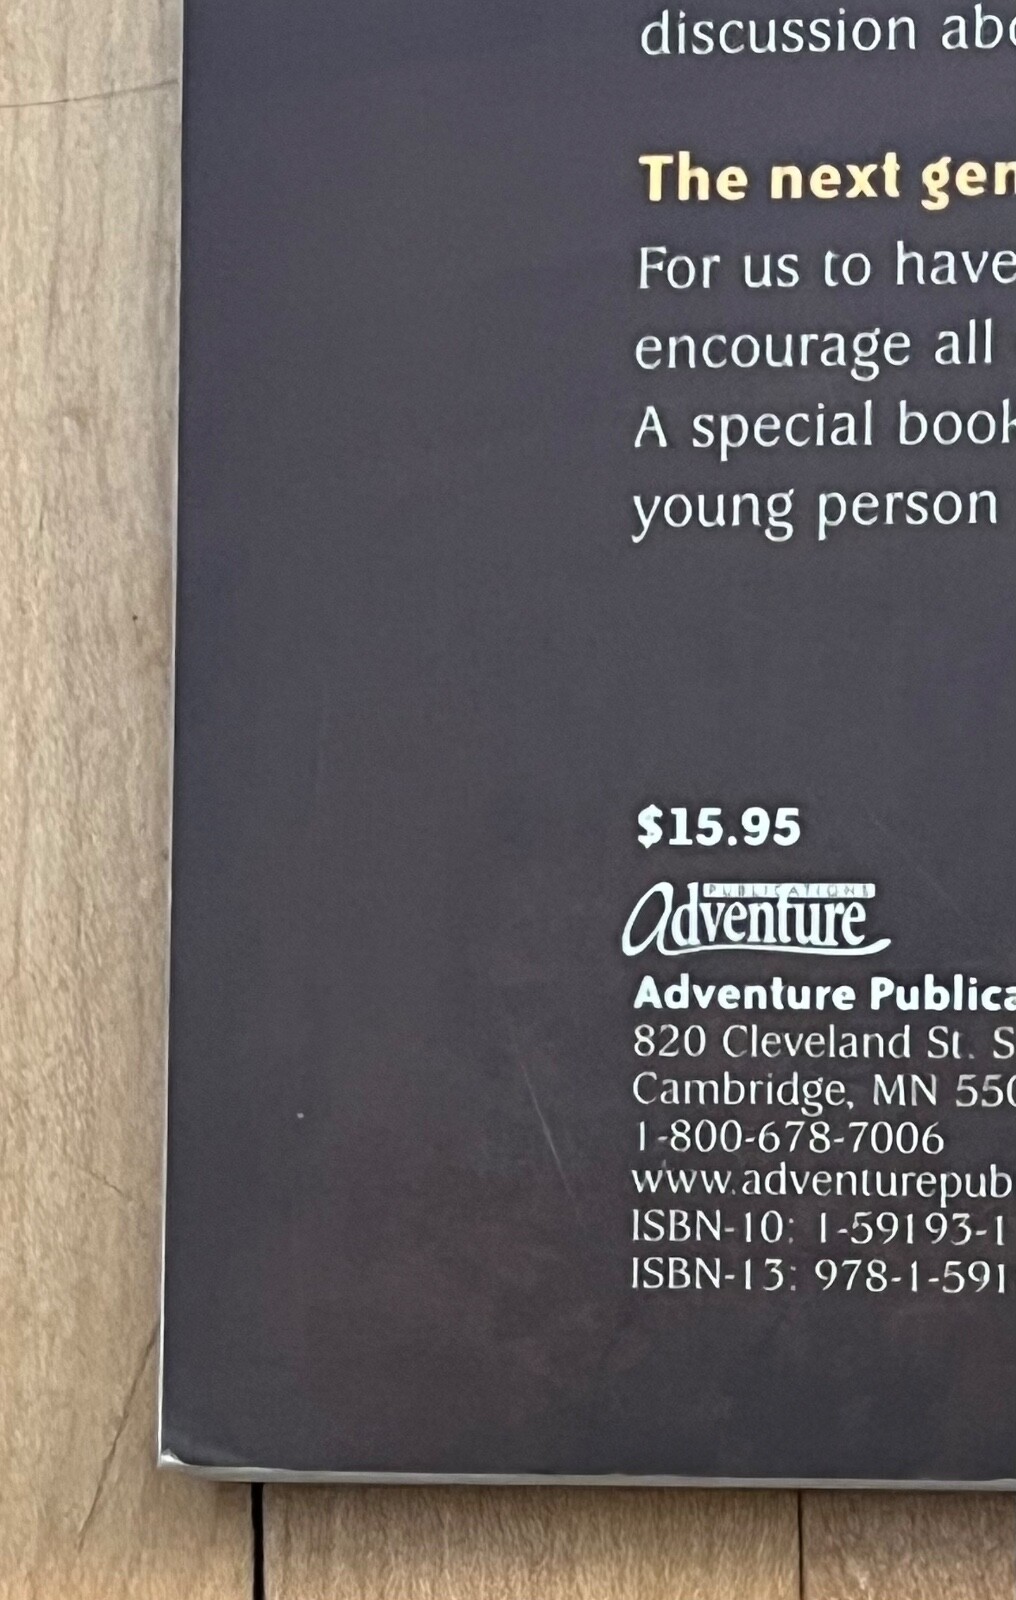 discussion abo
The next gen
For us to have
encourage all
A special book
young person
$15.95
PUBLICATIONS
Adventure
Adventure Publica
820 Cleveland St. S
Cambridge, MN 550
1-800-678-7006
www.adventurepub
ISBN-10: 1-59193-1
ISBN-13: 978-1-591